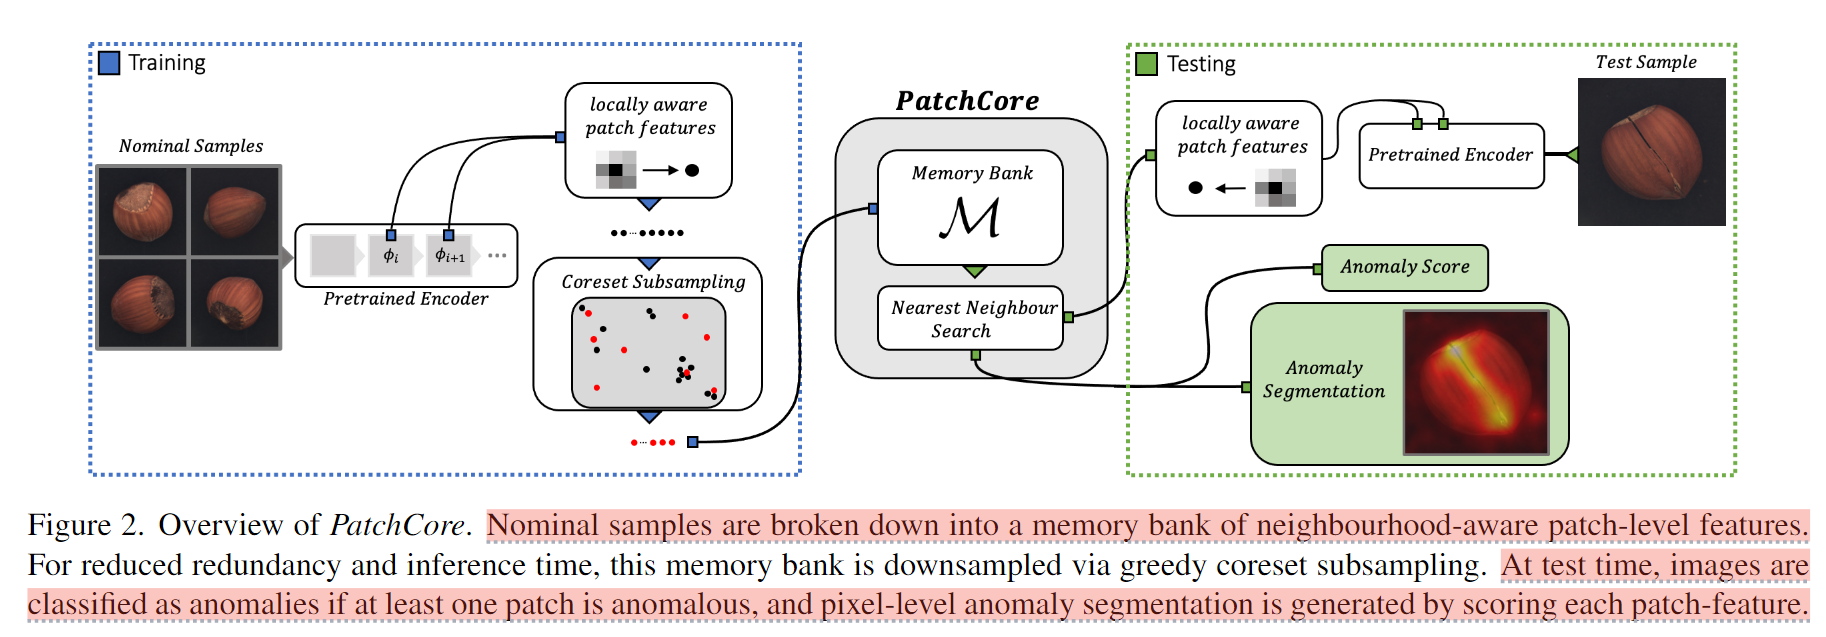 Training
Nominal Samples
ϕi
ϕi+1
...
Pretrained Encoder
locally aware
patch features
Coreset Subsampling
PatchCore
Memory Bank
M
Nearest Neighbour
Search
Testing
locally aware
patch features
Pretrained Encoder
Test Sample
Anomaly Score
Anomaly
Segmentation
Figure 2. Overview of PatchCore. Nominal samples are broken down into a memory bank of neighbourhood-aware patch-level features.
For reduced redundancy and inference time, this memory bank is downsampled via greedy coreset subsampling. At test time, images are
classified as anomalies if at least one patch is anomalous, and pixel-level anomaly segmentation is generated by scoring each patch-feature.